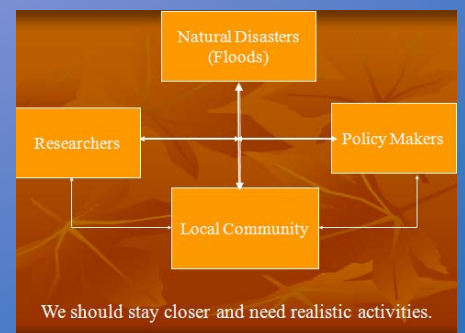 Natural Disasters
(Floods)
Researchers
Policy Makers
Local Community
We should stay closer and need realistic activities.